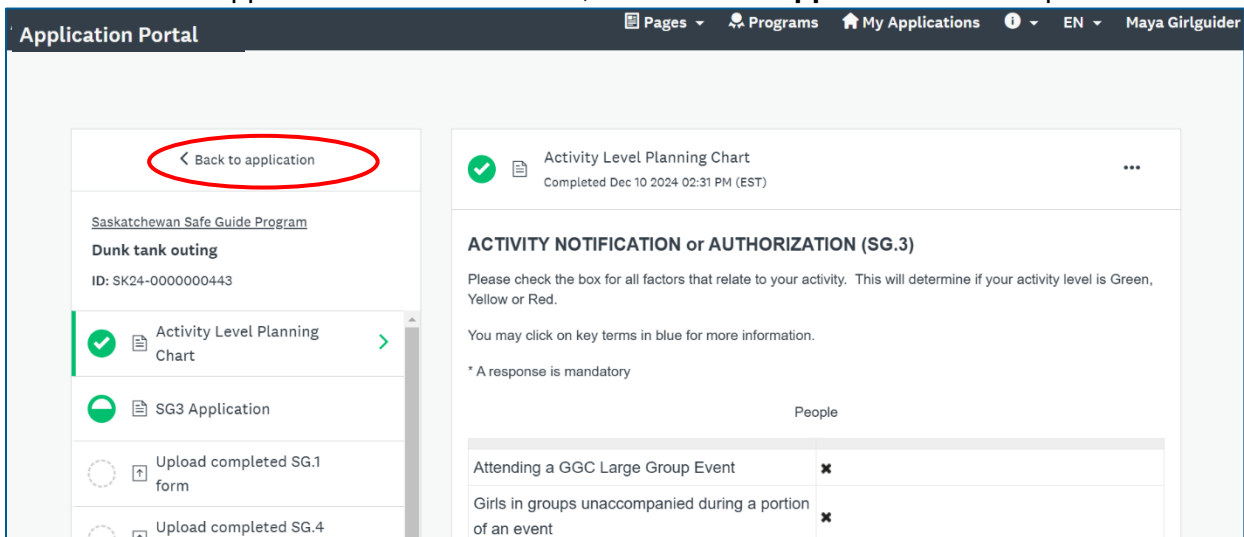 Application Portal
Pages Programs My Applications EN Maya Girlguider
Back to application
Saskatchewan Safe Guide Program
Dunk tank outing
ID: SK24-0000000443
Activity Level Planning
Chart
SG3 Application
Upload completed SG.1
form
Upload completed SG.4
Activity Level Planning Chart
Completed Dec 10 2024 02:31 PM (EST)
ACTIVITY NOTIFICATION or AUTHORIZATION (SG.3)
Please check the box for all factors that relate to your activity. This will determine if your activity level is Green,
Yellow or Red.
You may click on key terms in blue for more information.
* A response is mandatory
People
Attending a GGC Large Group Event
Girls in groups unaccompanied during a portion
of an event